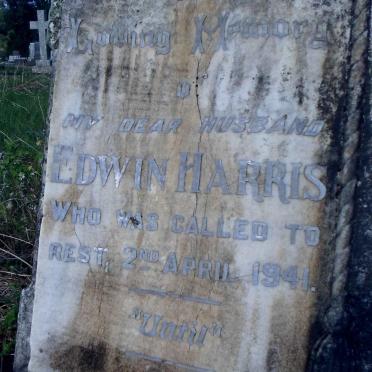 Loving Memory
OF
MY DEAR HUSBAND
EDWIN HARRIS
WHO WAS CALLED TO
REST, 2ND APRIL 1941.
"Until"